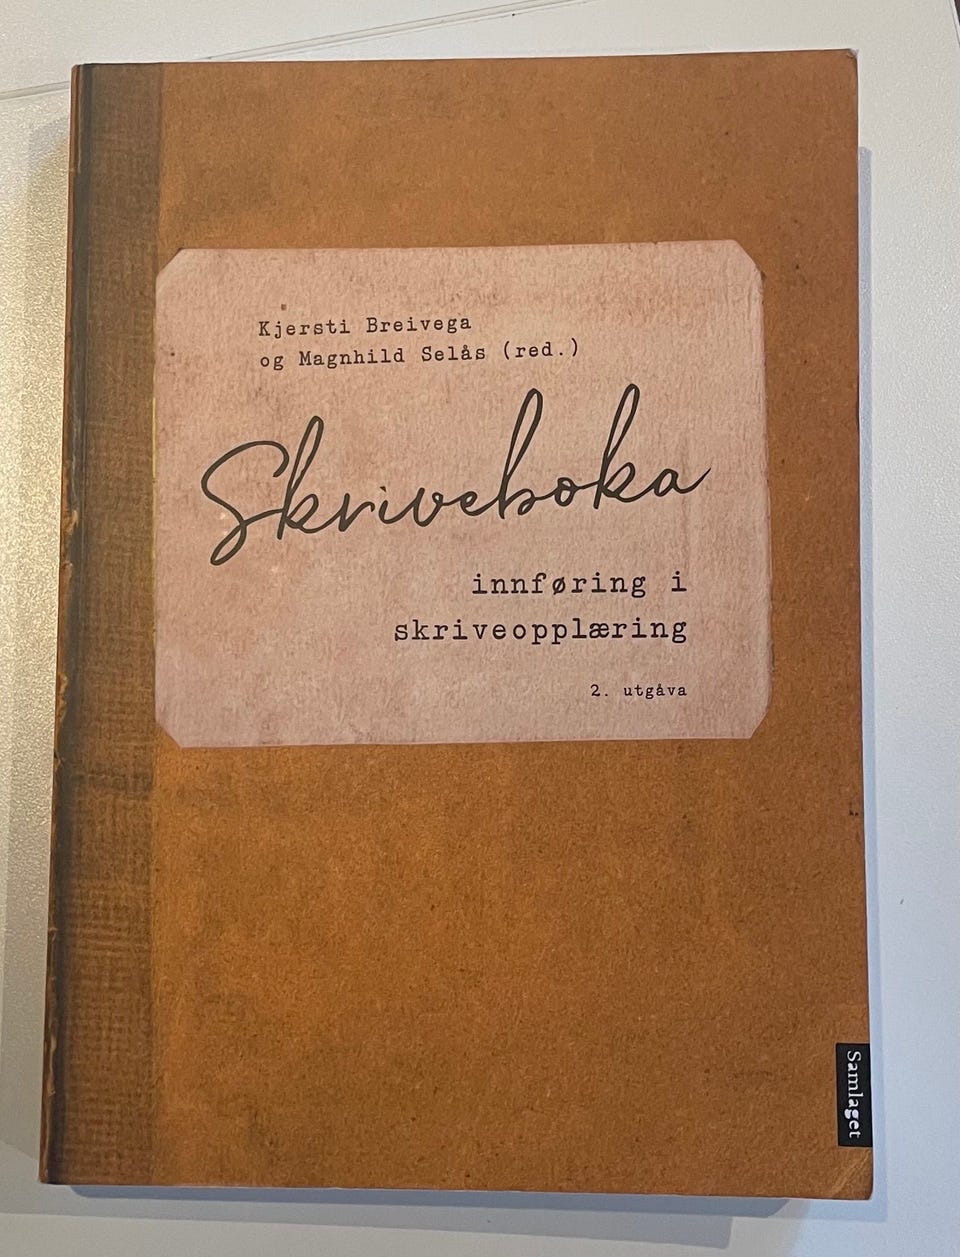 Kjersti Breivega
og Magnhild Selås (red.)
Skriveboka
innføring i
skriveopplæring
2. utgåva
Samlaget